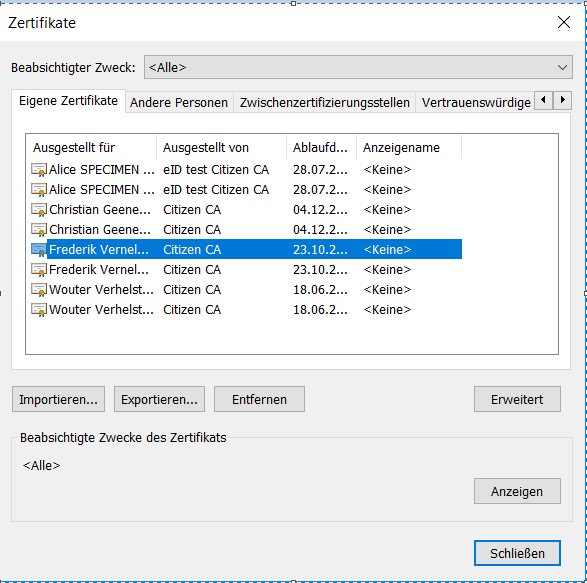 Zertifikate
Beabsichtigter Zweck: <Alle>
Eigene Zertifikate Andere Personen Zwischenzertifizierungsstellen Vertrauenswürdige
Ausgestellt für Ausgestellt von Ablaufd... Anzeigename
Alice SPECIMEN ... eID test Citizen CA 28.07.2... <Keine>
Alice SPECIMEN ... eID test Citizen CA 28.07.2... <Keine>
Christian Geene... Citizen CA 04.12.2... <Keine>
Christian Geene... Citizen CA 04.12.2... <Keine>
Frederik Vernel... Citizen CA 23.10.2... <Keine>
Frederik Vernel... Citizen CA 23.10.2... <Keine>
Wouter Verhelst... Citizen CA 18.06.2... <Keine>
Wouter Verhelst... Citizen CA 18.06.2... <Keine>
Importieren... Exportieren... Entfernen Erweitert
Beabsichtigte Zwecke des Zertifikats
<Alle>
Anzeigen
Schließen